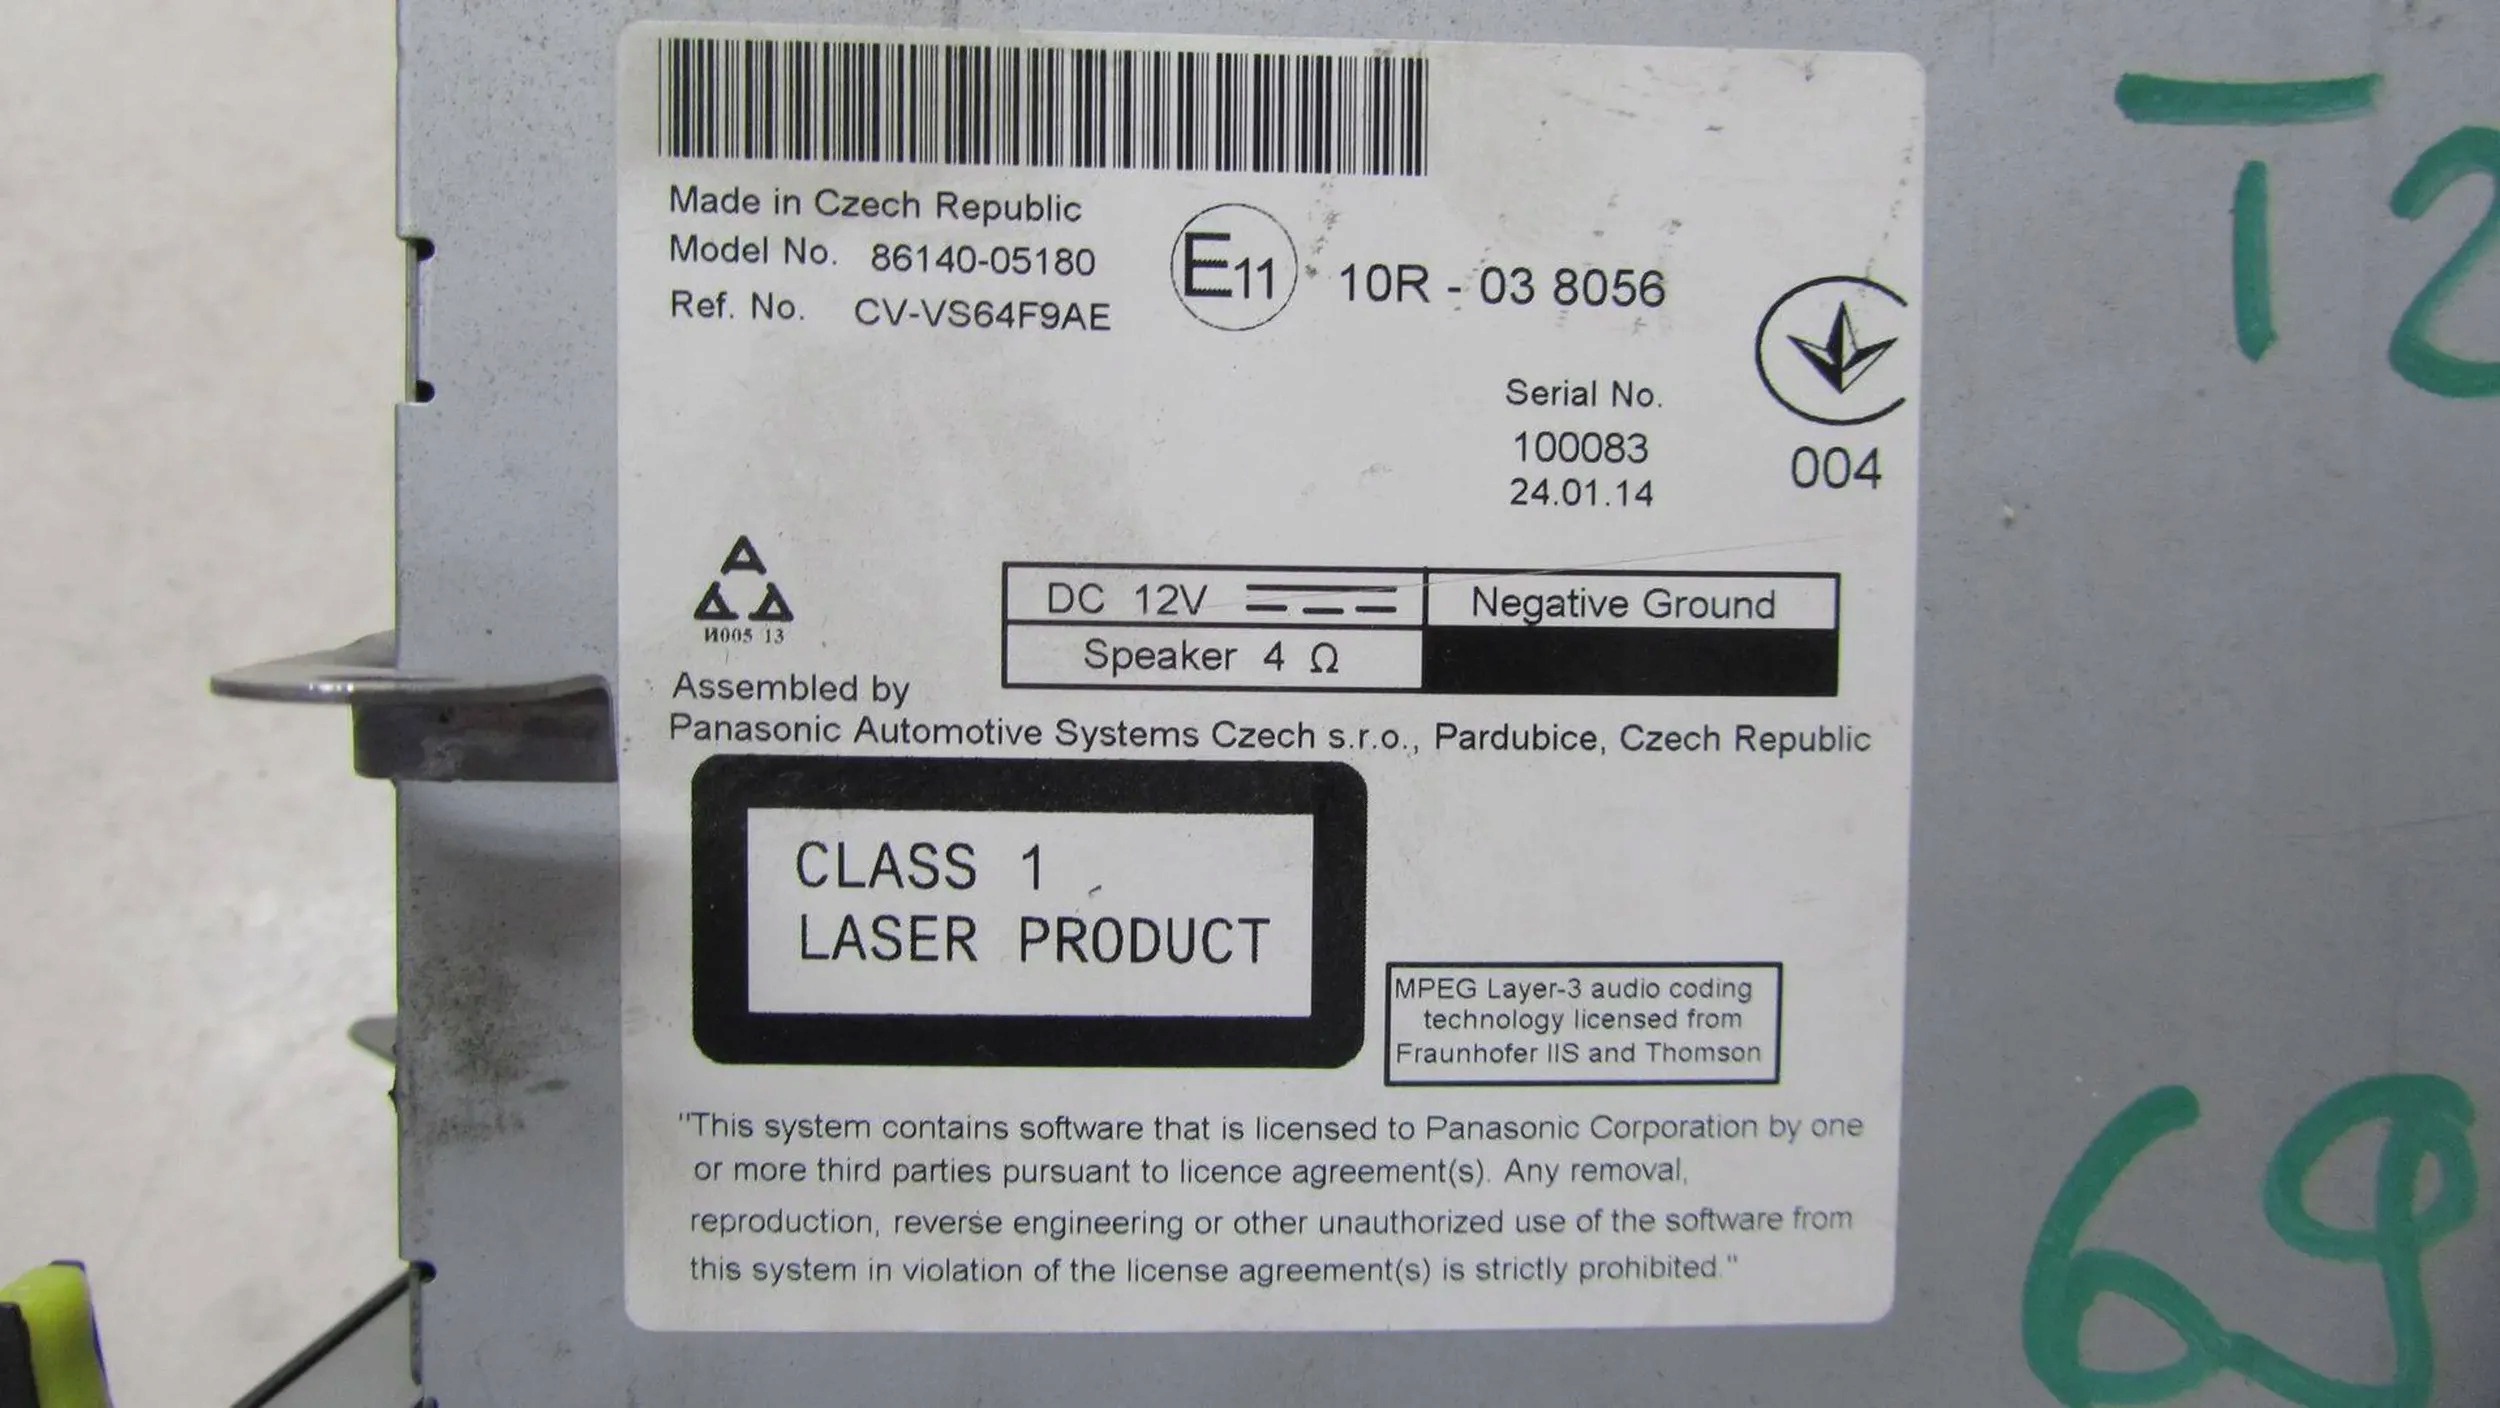 Made in Czech Republic
Model No. 86140-05180
Ref. No. CV-VS64F9AE
E11 10R - 03 8056
Serial No.
100083
24.01.14
004
И005 13
DC 12V
Negative Ground
Speaker 4 Ω
Assembled by
Panasonic Automotive Systems Czech s.r.o., Pardubice, Czech Republic
CLASS 1
LASER PRODUCT
MPEG Layer-3 audio coding
technology licensed from
Fraunhofer IIS and Thomson
"This system contains software that is licensed to Panasonic Corporation by one
or more third parties pursuant to licence agreement(s). Any removal,
reproduction, reverse engineering or other unauthorized use of the software from
this system in violation of the license agreement(s) is strictly prohibited."
69